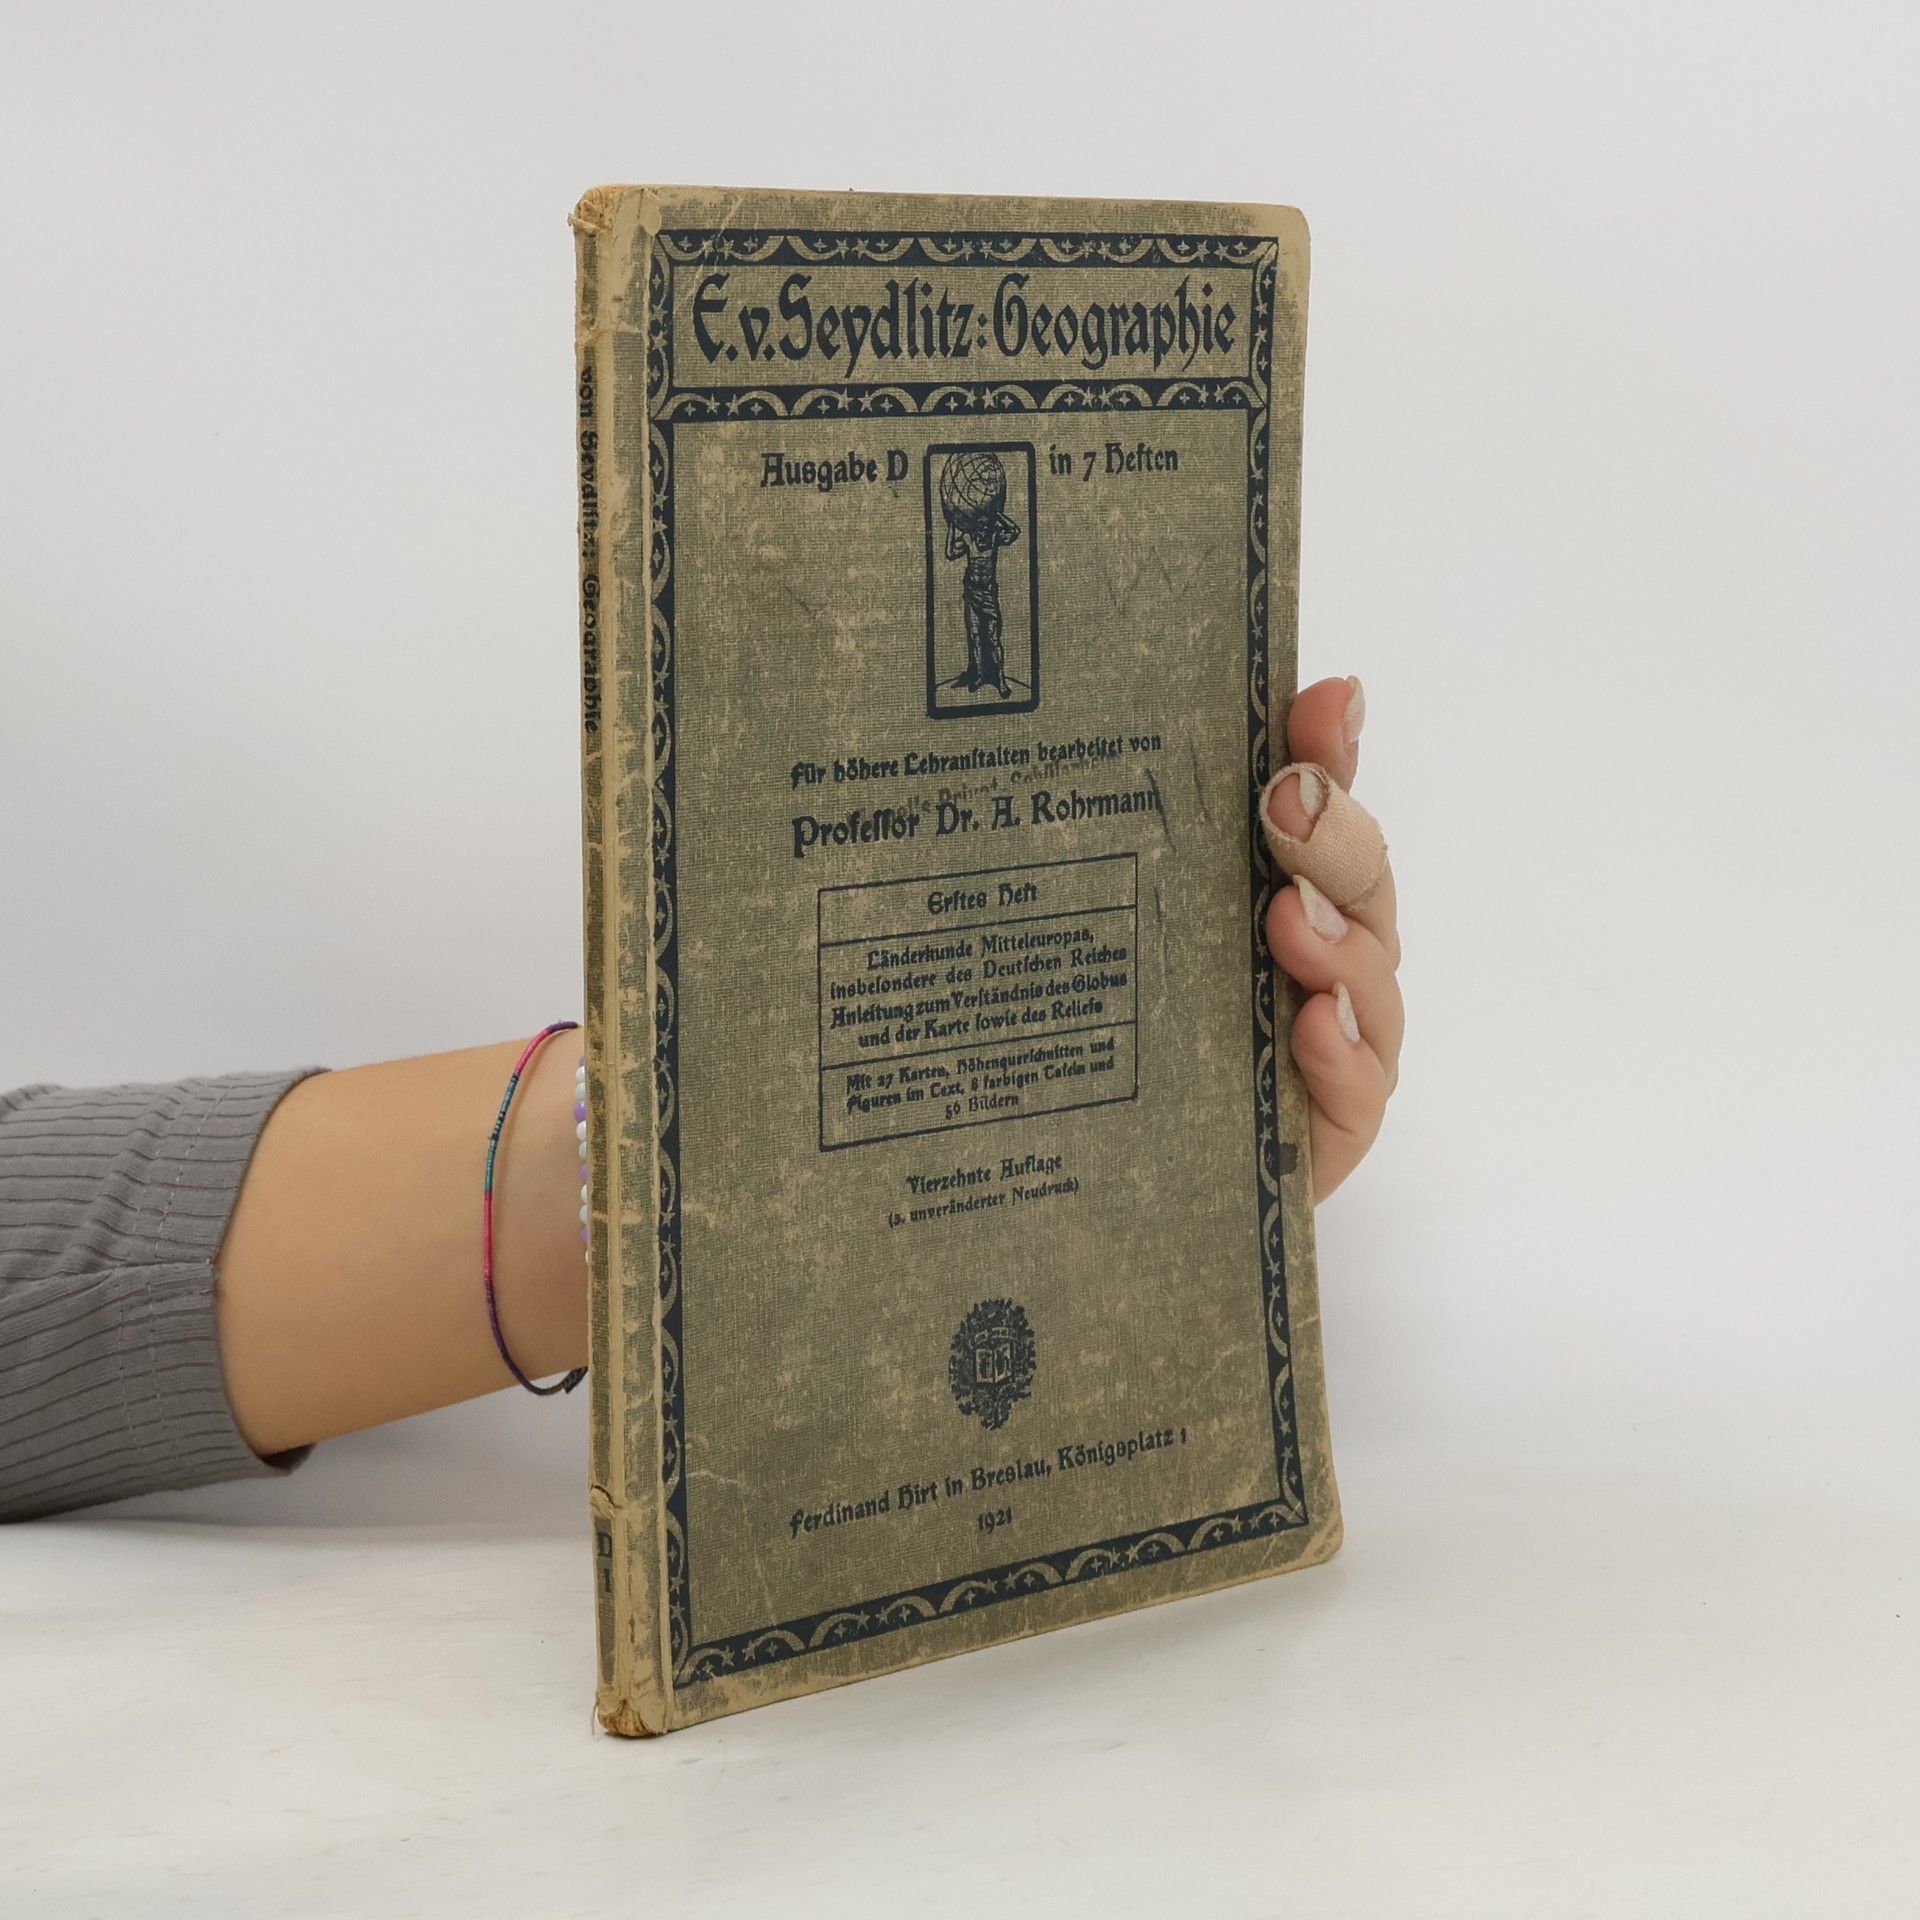 E. v. Seydlitz: Geographie
Ausgabe D in 7 Heften
Für höhere Lehranſtalten bearbeitet von
Profeſſor Dr. A. Rohrmann
Erſtes Heft
Länderkunde Mitteleuropas,
insbeſondere des Deutſchen Reiches
Anleitung zum Verſtändnis des Globus
und der Karte ſowie des Reliefs
Mit 27 Karten, Höhenquerſchnitten und
Figuren im Text, 8 farbigen Tafeln und
56 Bildern
Vierzehnte Auflage
(3. unveränderter Neudruck)
Ferdinand Hirt in Breslau, Königsplatz 1
1921
von Seydlitz: Geographie
D
1